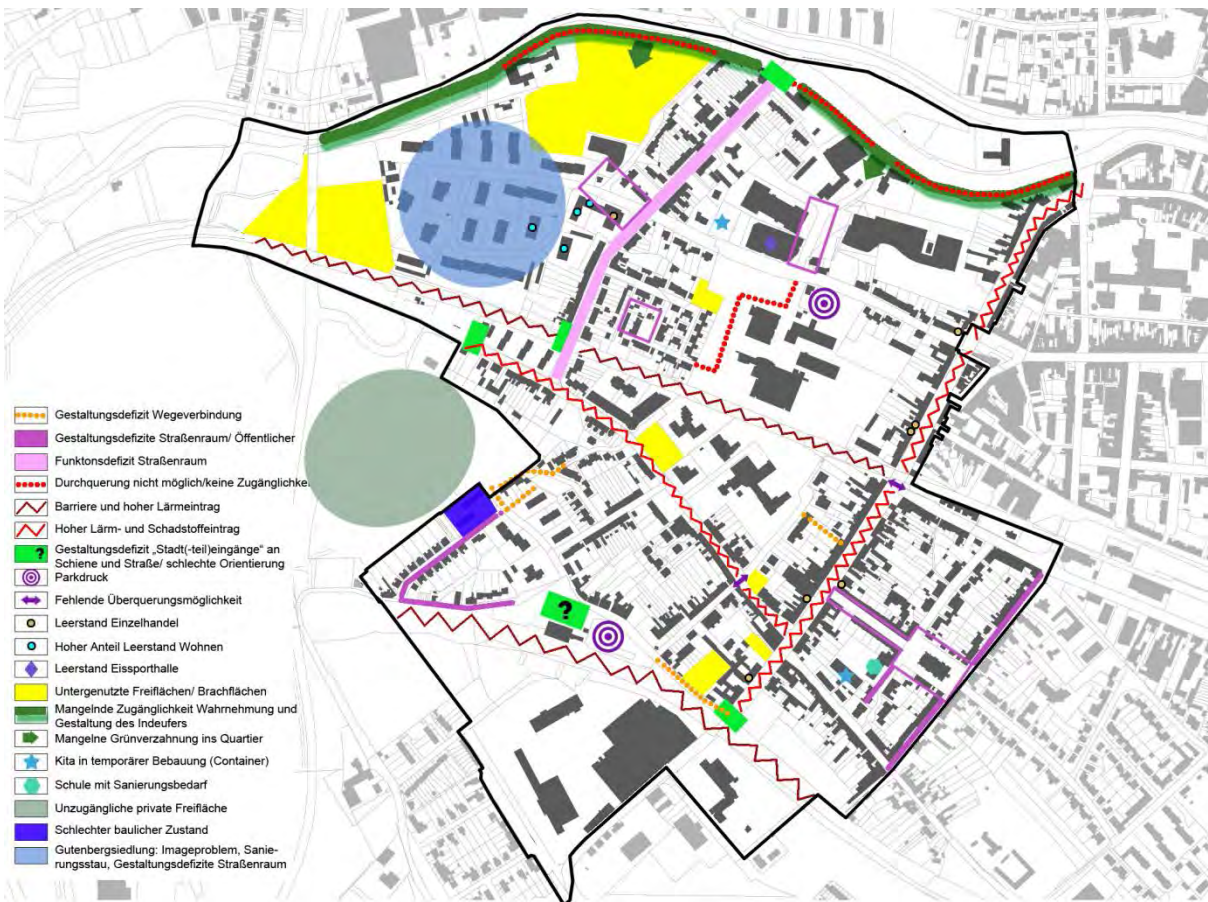 Gestaltungsdefizit Wegeverbindung
Gestaltungsdefizite Straßenraum/ Öffentlicher
Funktonsdefizit Straßenraum
Durchquerung nicht möglich/keine Zugänglichkei
Barriere und hoher Lärmeintrag
Hoher Lärm- und Schadstoffeintrag
? Gestaltungsdefizit „Stadt(-teil)eingänge“ an
Schiene und Straße/ schlechte Orientierung
Parkdruck
Fehlende Überquerungsmöglichkeit
Leerstand Einzelhandel
Hoher Anteil Leerstand Wohnen
Leerstand Eissporthalle
Untergenutzte Freiflächen/ Brachflächen
Mangelnde Zugänglichkeit Wahrnehmung und
Gestaltung des Indeufers
Mangelne Grünverzahnung ins Quartier
Kita in temporärer Bebauung (Container)
Schule mit Sanierungsbedarf
Unzugängliche private Freifläche
Schlechter baulicher Zustand
Gutenbergsiedlung: Imageproblem, Sanie-
rungsstau, Gestaltungsdefizite Straßenraum
?